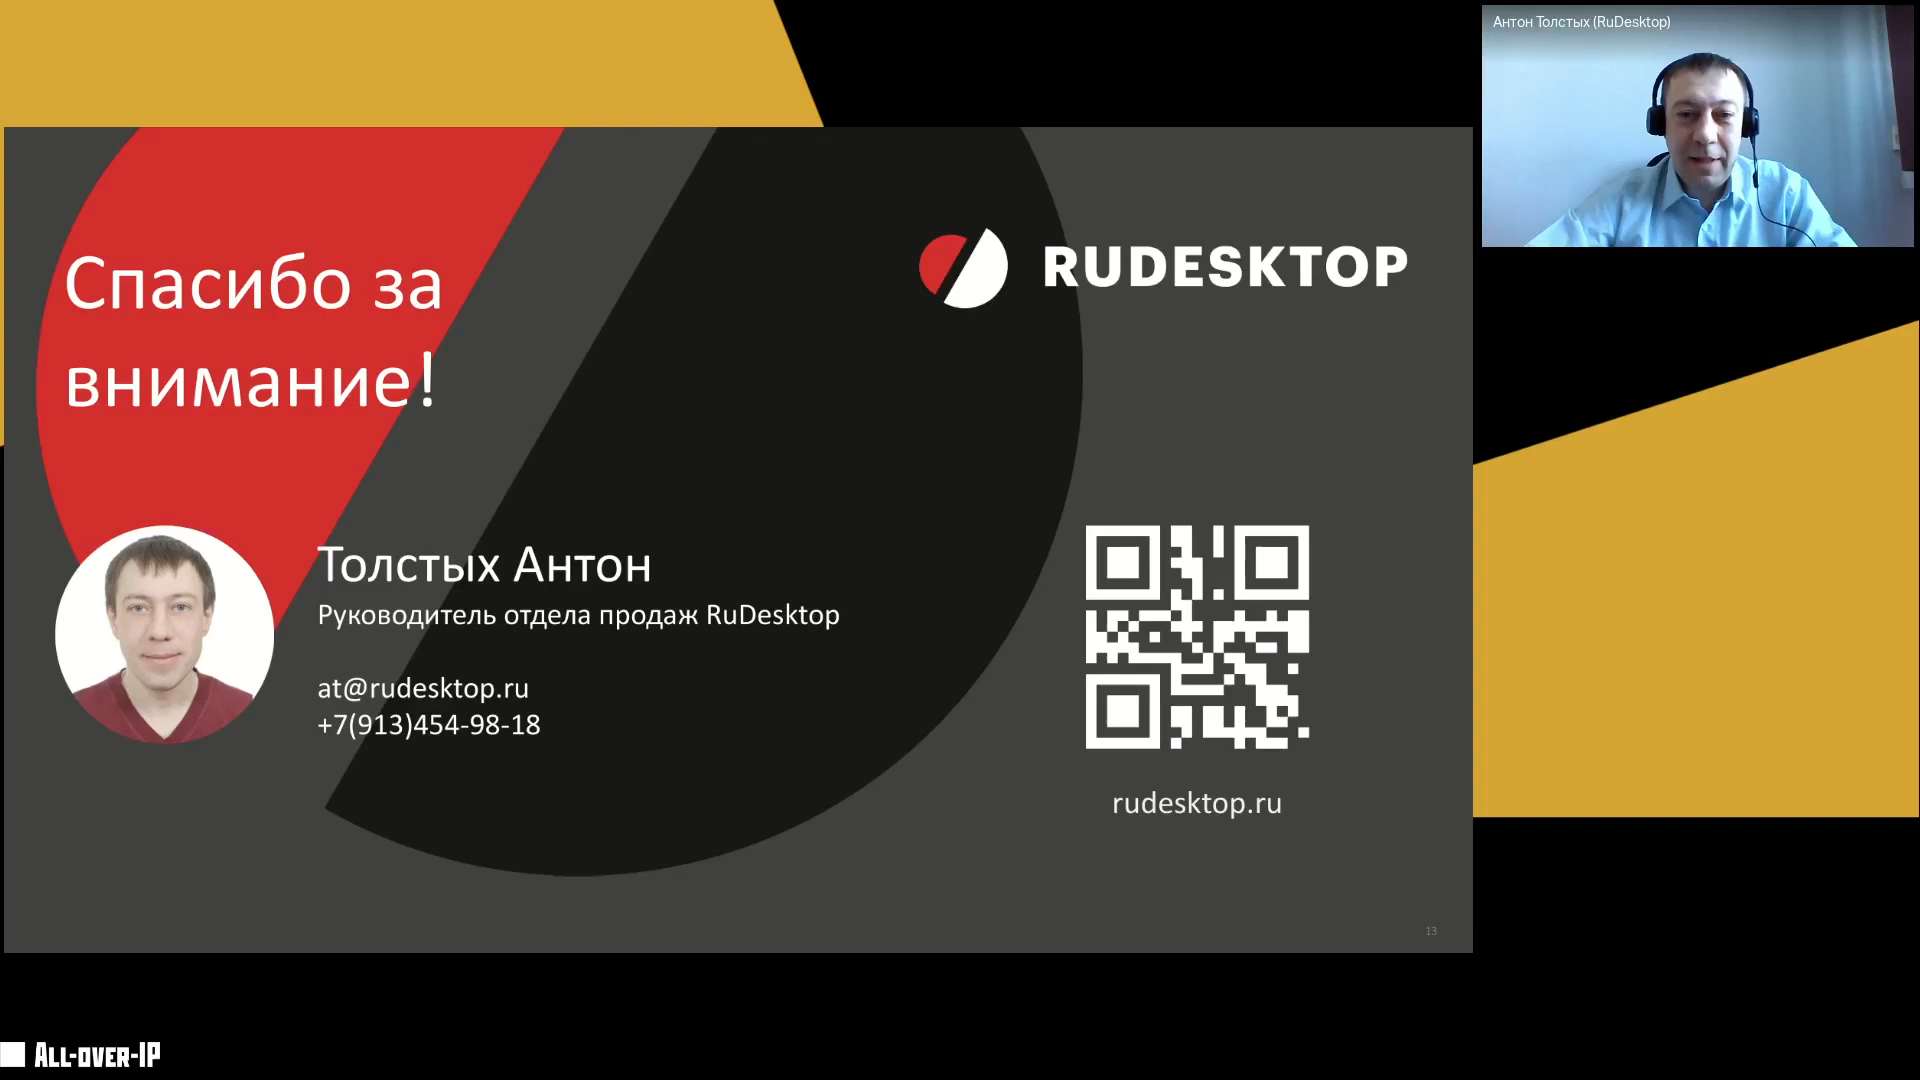 Антон Толстых (RuDesktop)
RUDESKTOP
Спасибо за
внимание!
Толстых Антон
Руководитель отдела продаж RuDesktop
at@rudesktop.ru
+7(913)454-98-18
rudesktop.ru
13
ALL-OVER-IP